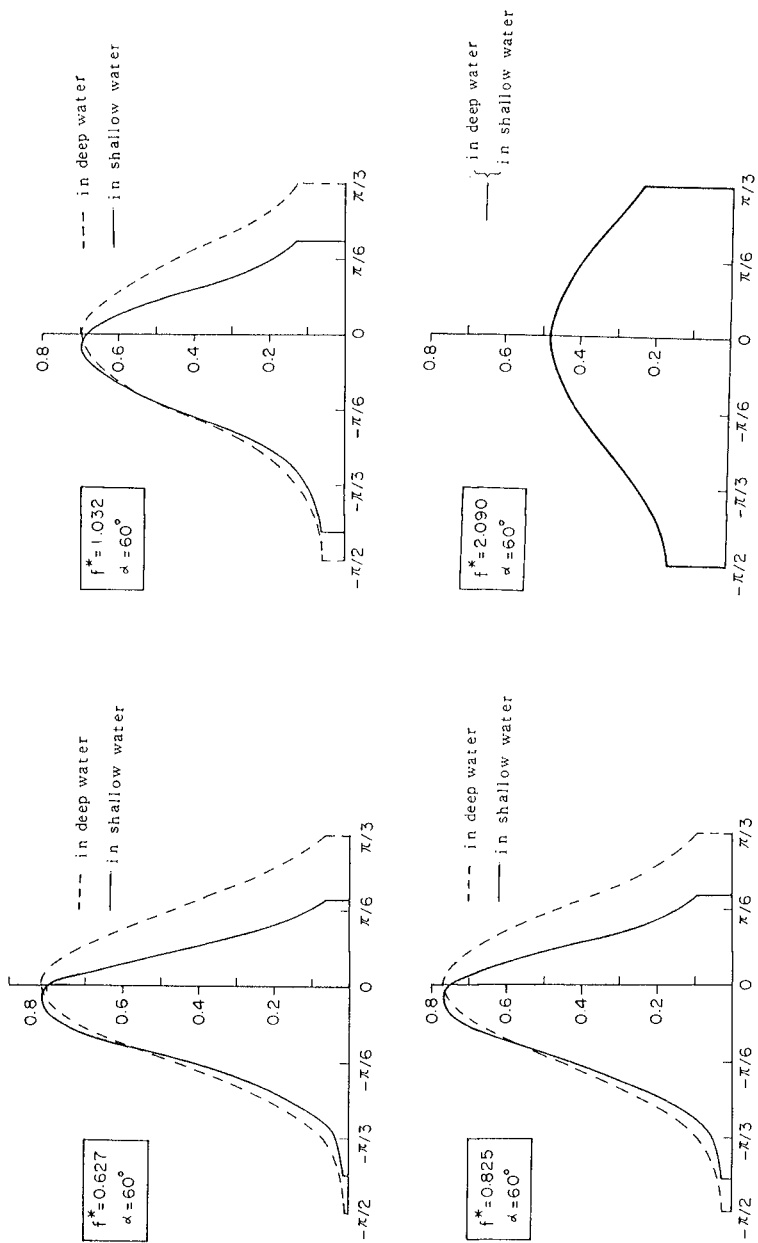 f* = 0.627
α = 60°
--- in deep water
— in shallow water
0.8
0.6
0.4
0.2
-π/2
-π/3
-π/6
0
π/6
π/3
f* = 1.032
α = 60°
--- in deep water
— in shallow water
0.8
0.6
0.4
0.2
-π/2
-π/3
-π/6
0
π/6
π/3
f* = 0.825
α = 60°
--- in deep water
— in shallow water
0.8
0.6
0.4
0.2
-π/2
-π/3
-π/6
0
π/6
π/3
f* = 2.090
α = 60°
—{ in deep water
in shallow water
0.8
0.6
0.4
0.2
-π/2
-π/3
-π/6
0
π/6
π/3